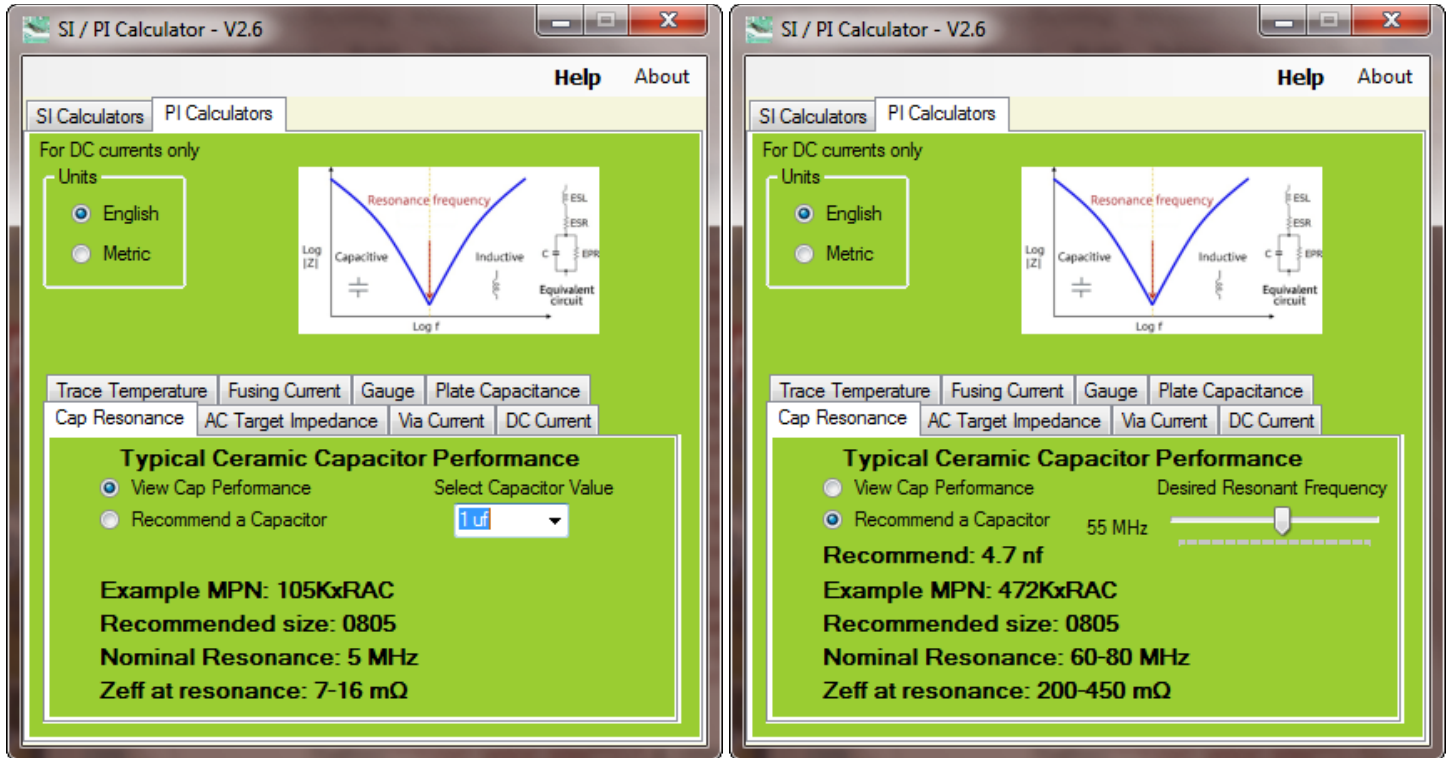 SI / PI Calculator - V2.6
Help About
SI Calculators PI Calculators
For DC currents only
Units
English
Metric
Resonance frequency
Log
|Z|
Capacitive
Inductive
Log f
ESL
ESR
C
EPR
Equivalent
circuit
Trace Temperature Fusing Current Gauge Plate Capacitance
Cap Resonance AC Target Impedance Via Current DC Current
Typical Ceramic Capacitor Performance
View Cap Performance Select Capacitor Value
Recommend a Capacitor 1 uf
Example MPN: 105KxRAC
Recommended size: 0805
Nominal Resonance: 5 MHz
Zeff at resonance: 7-16 mΩ
SI / PI Calculator - V2.6
Help About
SI Calculators PI Calculators
For DC currents only
Units
English
Metric
Resonance frequency
Log
|Z|
Capacitive
Inductive
Log f
ESL
ESR
C
EPR
Equivalent
circuit
Trace Temperature Fusing Current Gauge Plate Capacitance
Cap Resonance AC Target Impedance Via Current DC Current
Typical Ceramic Capacitor Performance
View Cap Performance Desired Resonant Frequency
Recommend a Capacitor 55 MHz
Recommend: 4.7 nf
Example MPN: 472KxRAC
Recommended size: 0805
Nominal Resonance: 60-80 MHz
Zeff at resonance: 200-450 mΩ